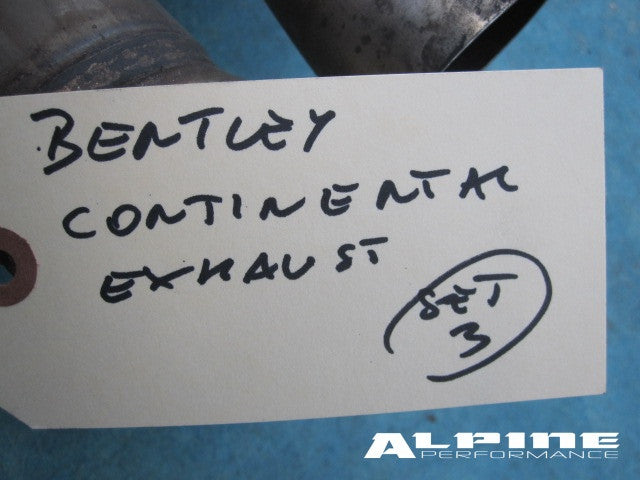 BENTLEY
CONTINENTAL
EXHAUST
SET
3
ALPINE
PERFORMANCE